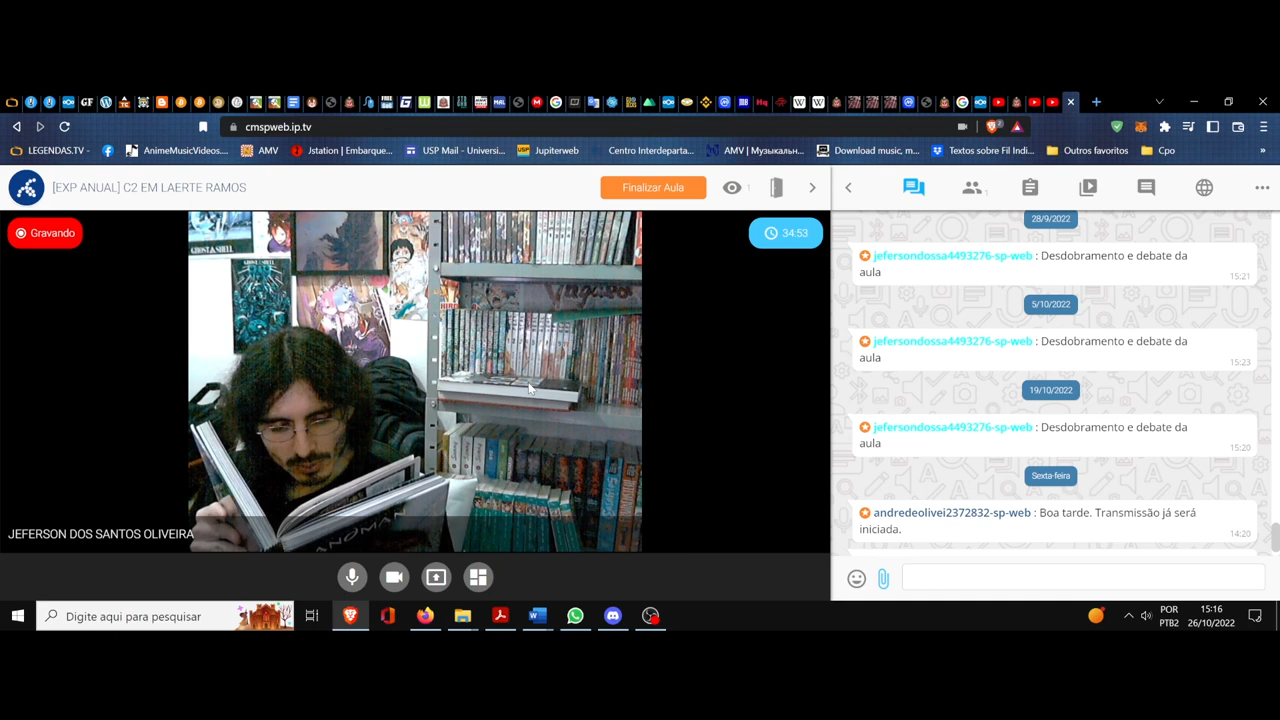 cmspweb.ip.tv
LEGENDAS.TV -
AnimeMusicVideos....
AMV
Jstation | Embarque...
USP Mail - Universi...
Jupiterweb
Centro Interdeparta...
AMV | Музыкальн...
Download music, m...
Textos sobre Fil Indi...
Outros favoritos
Cpo
[EXP ANUAL] C2 EM LAERTE RAMOS
Finalizar Aula
1
1
Gravando
34:53
JEFERSON DOS SANTOS OLIVEIRA
28/9/2022
jefersondossa4493276-sp-web : Desdobramento e debate da
aula
15:21
5/10/2022
jefersondossa4493276-sp-web : Desdobramento e debate da
aula
15:23
19/10/2022
jefersondossa4493276-sp-web : Desdobramento e debate da
aula
15:20
Sexta-feira
andredeolivei2372832-sp-web : Boa tarde. Transmissão já será
iniciada.
14:20
Digite aqui para pesquisar
POR
PTB2
15:16
26/10/2022